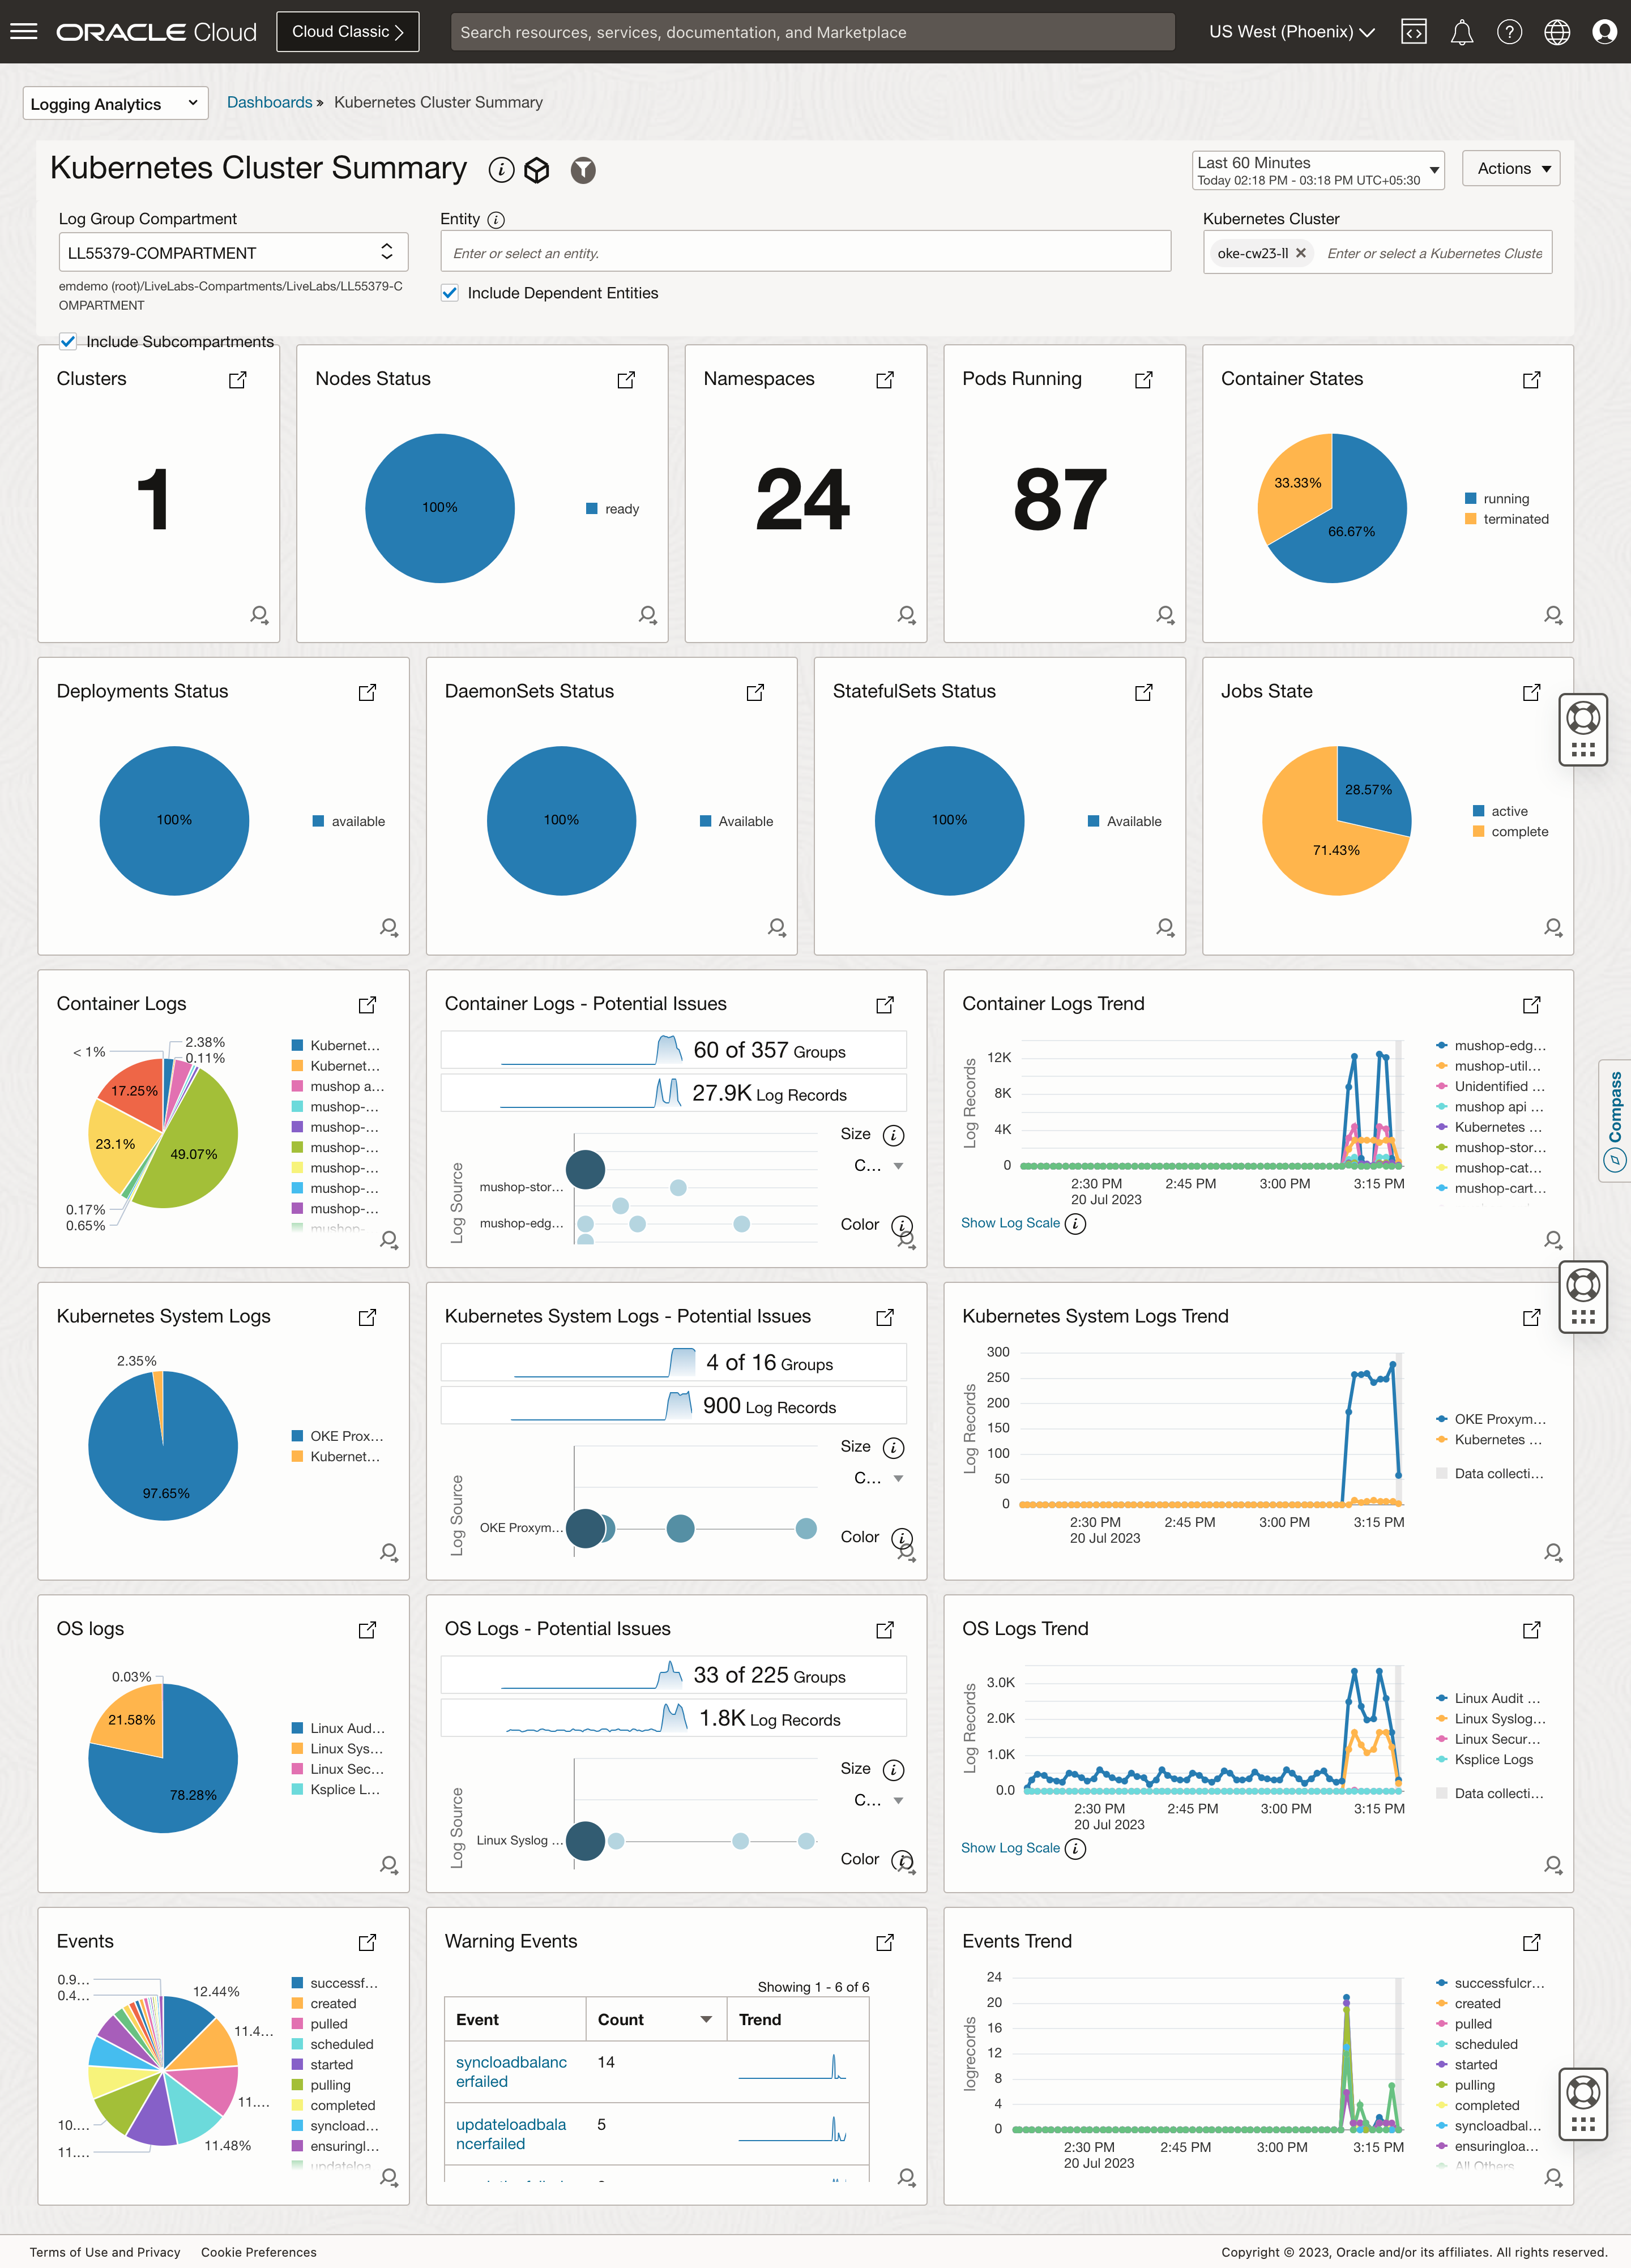 ORACLE Cloud
Cloud Classic
Search resources, services, documentation, and Marketplace
US West (Phoenix)
Logging Analytics
Dashboards » Kubernetes Cluster Summary
Kubernetes Cluster Summary
Last 60 Minutes
Today 02:18 PM - 03:18 PM UTC+05:30
Actions
Log Group Compartment
LL55379-COMPARTMENT
emdemo (root)/LiveLabs-Compartments/LiveLabs/LL55379-C
OMPARTMENT
Include Subcompartments
Entity
Enter or select an entity.
Include Dependent Entities
Kubernetes Cluster
oke-cw23-ll
Enter or select a Kubernetes Cluste
Clusters
1
Nodes Status
100%
ready
Namespaces
24
Pods Running
87
Container States
33.33%
66.67%
running
terminated
Deployments Status
100%
available
DaemonSets Status
100%
Available
StatefulSets Status
100%
Available
Jobs State
28.57%
71.43%
active
complete
Container Logs
< 1%
2.38%
0.11%
17.25%
23.1%
49.07%
0.17%
0.65%
Kubernet...
Kubernet...
mushop a...
mushop-...
mushop-...
mushop-...
mushop-...
mushop-...
mushop-...
mushop-
Container Logs - Potential Issues
60 of 357 Groups
27.9K Log Records
Size
C...
Log Source
mushop-stor...
mushop-edg...
Color
Container Logs Trend
Log Records
12K
8K
4K
0
2:30 PM
20 Jul 2023
2:45 PM
3:00 PM
3:15 PM
mushop-edg...
mushop-util...
Unidentified ...
mushop api ...
Kubernetes ...
mushop-stor...
mushop-cat...
mushop-cart...
Show Log Scale
Compass
Kubernetes System Logs
2.35%
97.65%
OKE Prox...
Kubernet...
Kubernetes System Logs - Potential Issues
4 of 16 Groups
900 Log Records
Size
C...
Log Source
OKE Proxym...
Color
Kubernetes System Logs Trend
Log Records
300
250
200
150
100
50
0
2:30 PM
20 Jul 2023
2:45 PM
3:00 PM
3:15 PM
OKE Proxym...
Kubernetes ...
Data collecti...
OS logs
0.03%
21.58%
78.28%
Linux Aud...
Linux Sys...
Linux Sec...
Ksplice L...
OS Logs - Potential Issues
33 of 225 Groups
1.8K Log Records
Size
C...
Log Source
Linux Syslog ...
Color
OS Logs Trend
Log Records
3.0K
2.0K
1.0K
0.0
2:30 PM
20 Jul 2023
2:45 PM
3:00 PM
3:15 PM
Linux Audit ...
Linux Syslog...
Linux Secur...
Ksplice Logs
Data collecti...
Show Log Scale
Events
0.9...
0.4...
12.44%
11.4...
11....
11.48%
10....
11....
successf...
created
pulled
scheduled
started
pulling
completed
syncload...
ensuringl...
updateloa
Warning Events
Showing 1 - 6 of 6
Event Count Trend
syncloadbalanc
erfailed
14
updateloadbala
ncerfailed
5
Events Trend
logrecords
24
20
16
12
8
4
0
2:30 PM
20 Jul 2023
2:45 PM
3:00 PM
3:15 PM
successfulcr...
created
pulled
scheduled
started
pulling
completed
syncloadbal...
ensuringloa...
All Others
Terms of Use and Privacy
Cookie Preferences
Copyright © 2023, Oracle and/or its affiliates. All rights reserved.